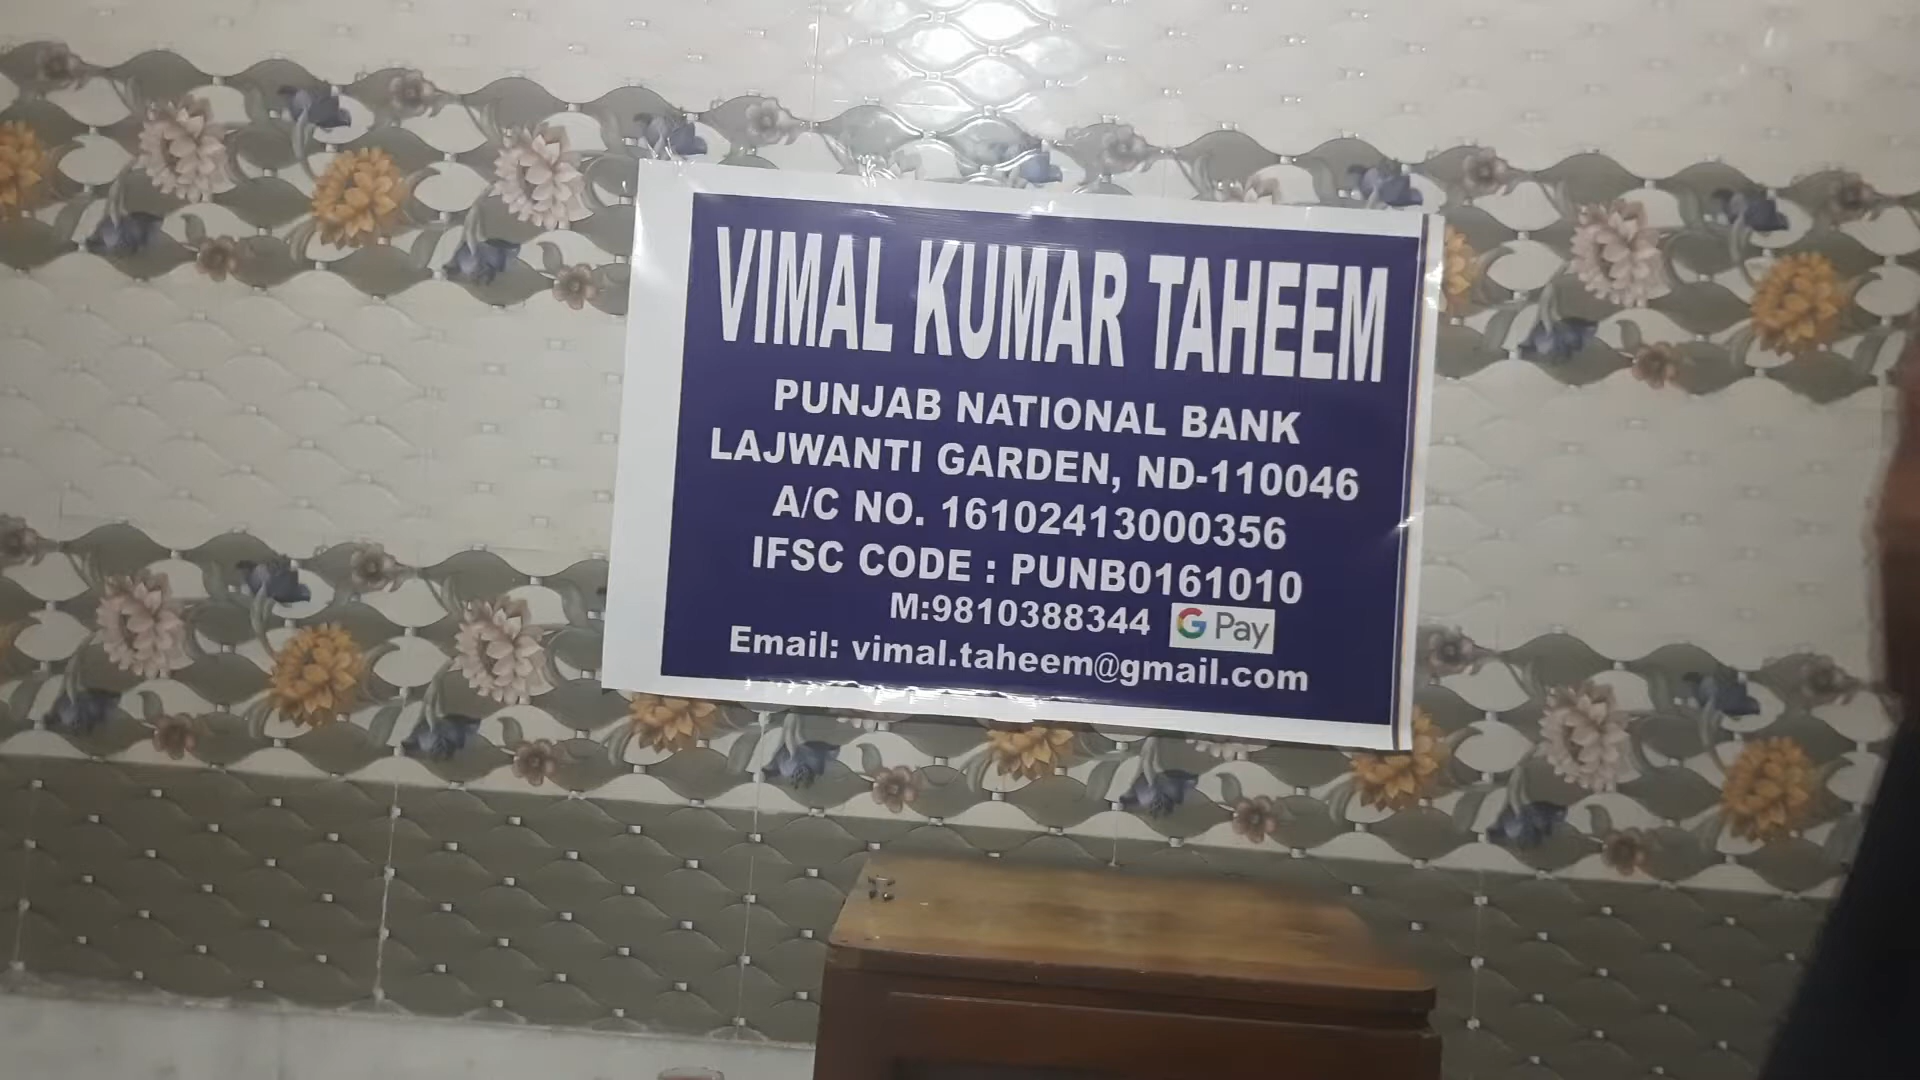 VIMAL KUMAR TAHEEM
PUNJAB NATIONAL BANK
LAJWANTI GARDEN, ND-110046
A/C NO. 16102413000356
IFSC CODE : PUNB0161010
M:9810388344 G Pay
Email: vimal.taheem@gmail.com